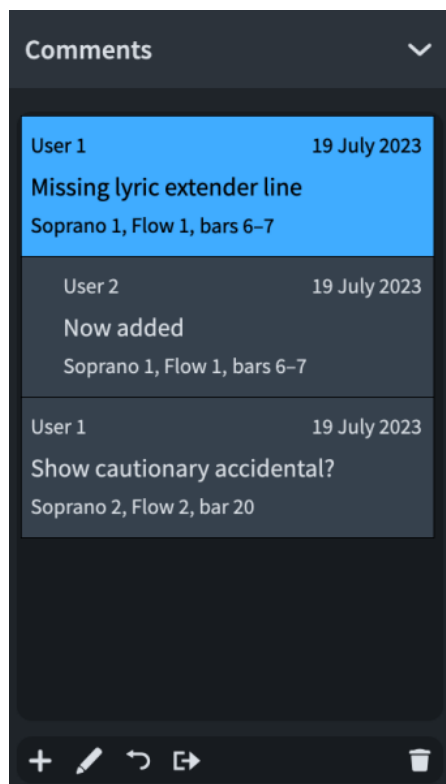 Comments
User 1 19 July 2023
Missing lyric extender line
Soprano 1, Flow 1, bars 6–7
User 2 19 July 2023
Now added
Soprano 1, Flow 1, bars 6–7
User 1 19 July 2023
Show cautionary accidental?
Soprano 2, Flow 2, bar 20